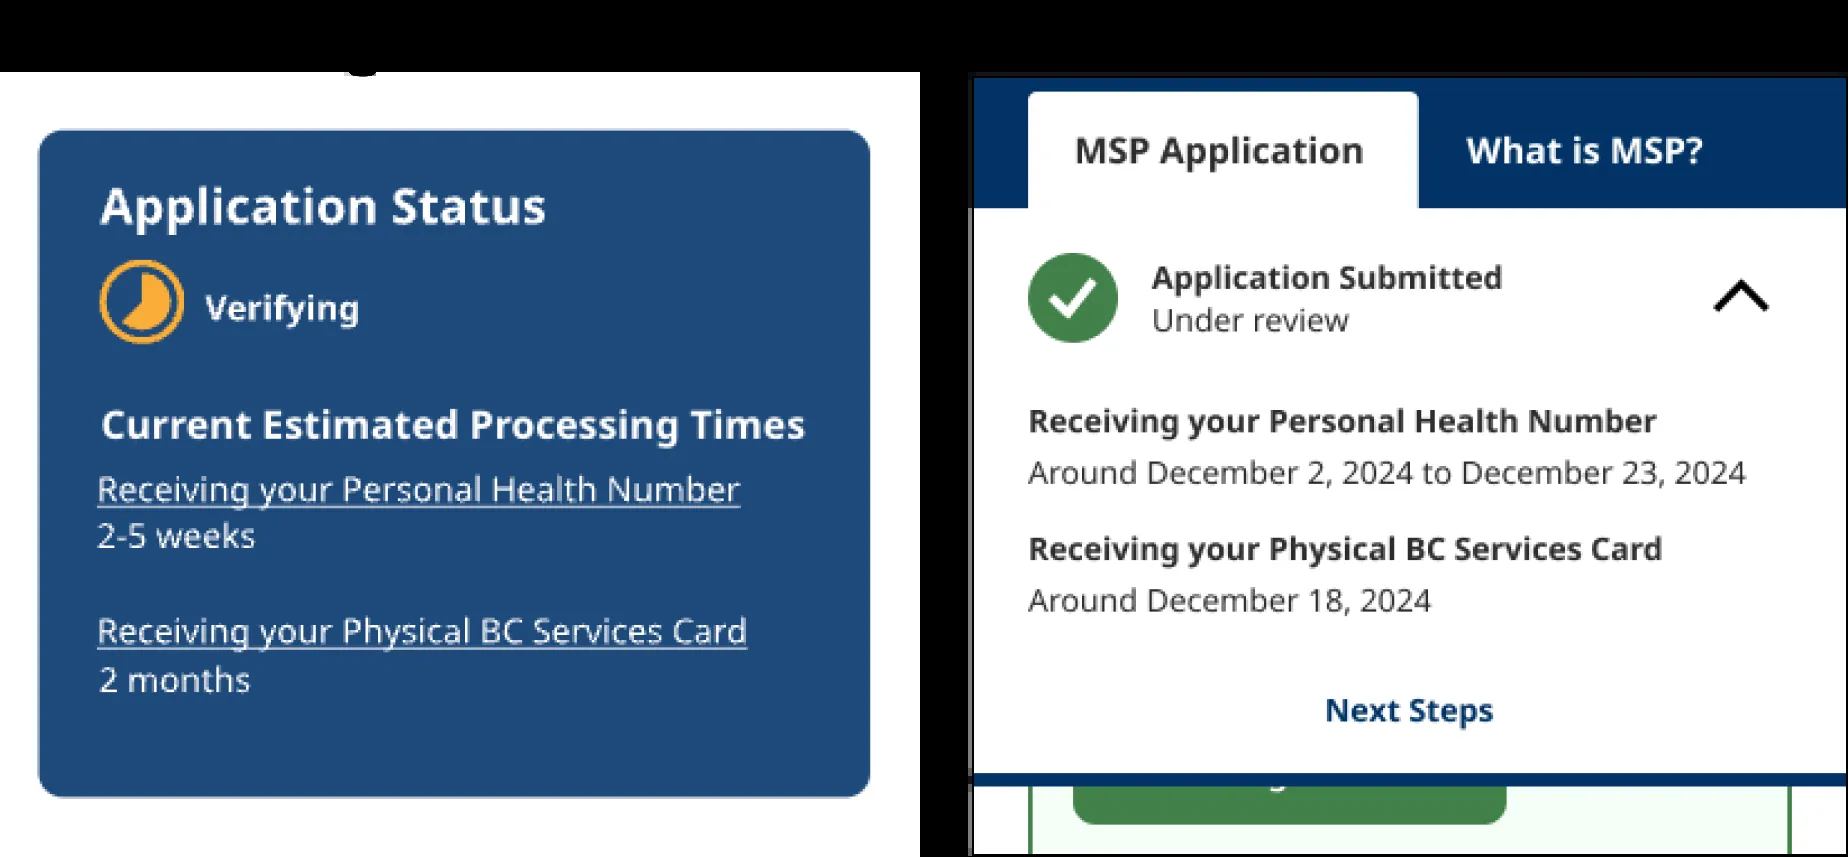 Application Status
Verifying
Current Estimated Processing Times
Receiving your Personal Health Number
2-5 weeks
Receiving your Physical BC Services Card
2 months
MSP Application
What is MSP?
Application Submitted
Under review
Receiving your Personal Health Number
Around December 2, 2024 to December 23, 2024
Receiving your Physical BC Services Card
Around December 18, 2024
Next Steps